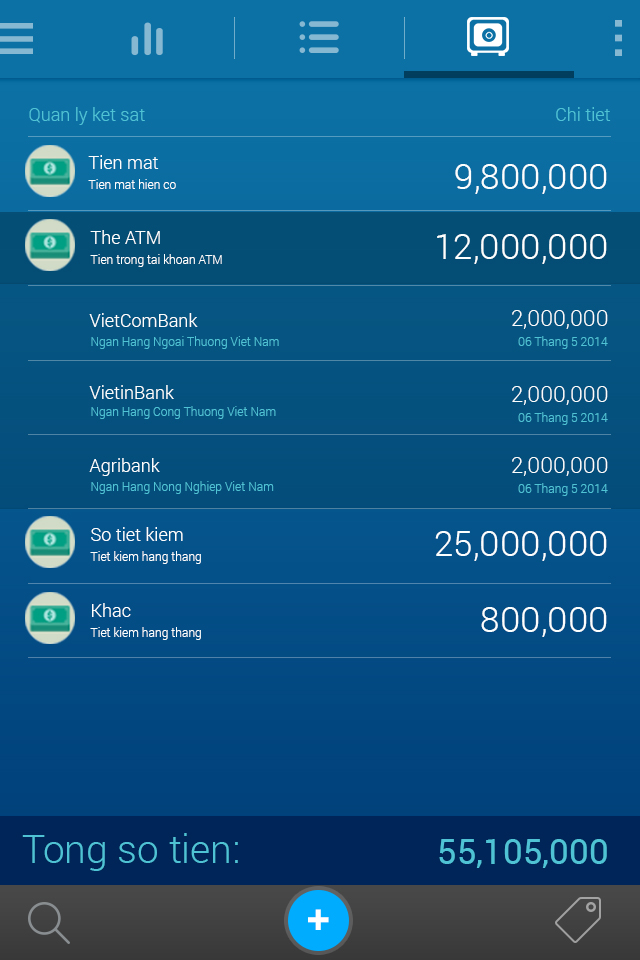 Quan ly ket sat Chi tiet
Tien mat 9,800,000
Tien mat hien co
The ATM 12,000,000
Tien trong tai khoan ATM
VietComBank 2,000,000
Ngan Hang Ngoai Thuong Viet Nam 06 Thang 5 2014
VietinBank 2,000,000
Ngan Hang Cong Thuong Viet Nam 06 Thang 5 2014
Agribank 2,000,000
Ngan Hang Nong Nghiep Viet Nam 06 Thang 5 2014
So tiet kiem 25,000,000
Tiet kiem hang thang
Khac 800,000
Tiet kiem hang thang
Tong so tien: 55,105,000